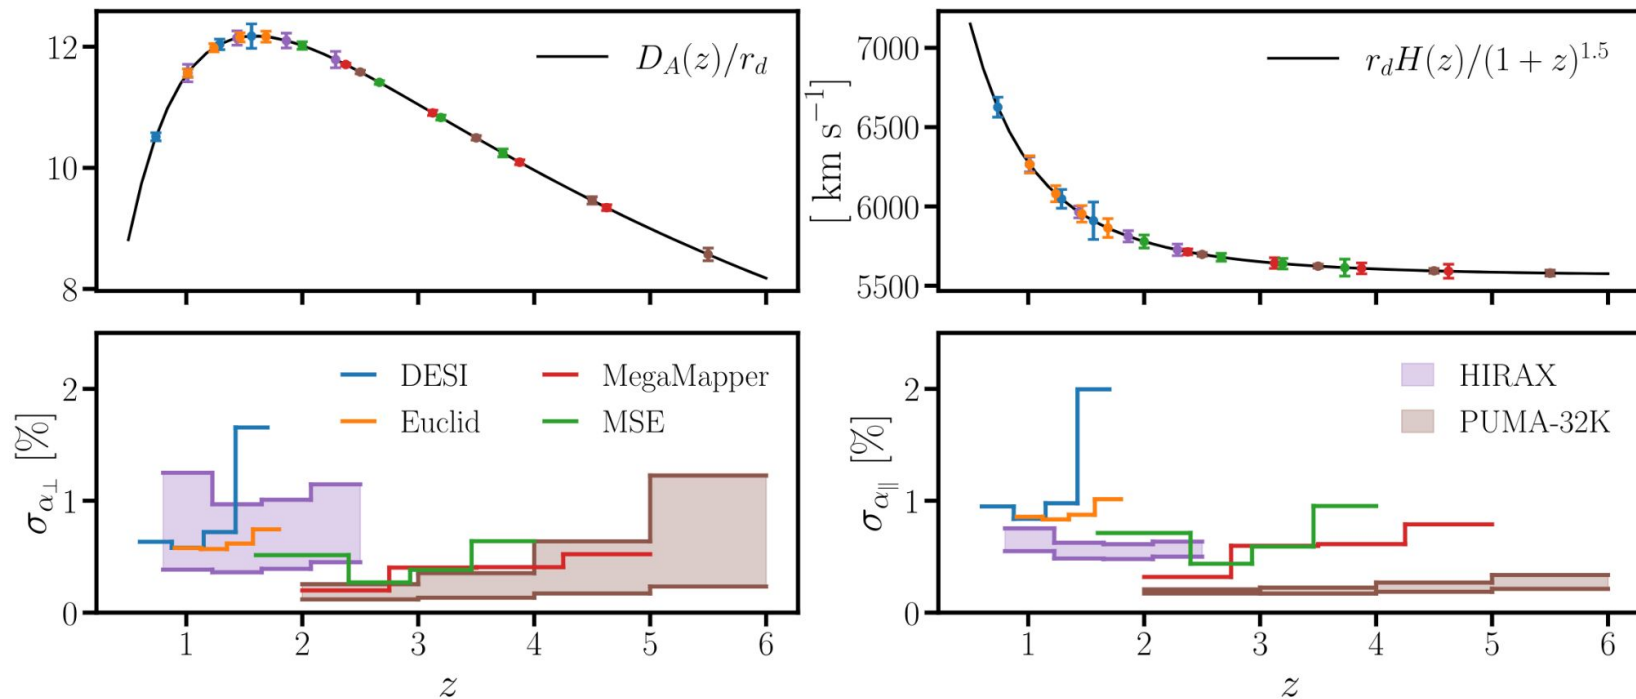 12
10
8
D_A(z)/r_d
7000
6500
6000
5500
[ km s⁻¹ ]
r_dH(z)/(1 + z)^1.5
2
1
0
σ_α⊥ [%]
DESI
Euclid
MegaMapper
MSE
1 2 3 4 5 6
z
2
1
0
σ_α∥ [%]
HIRAX
PUMA-32K
1 2 3 4 5 6
z